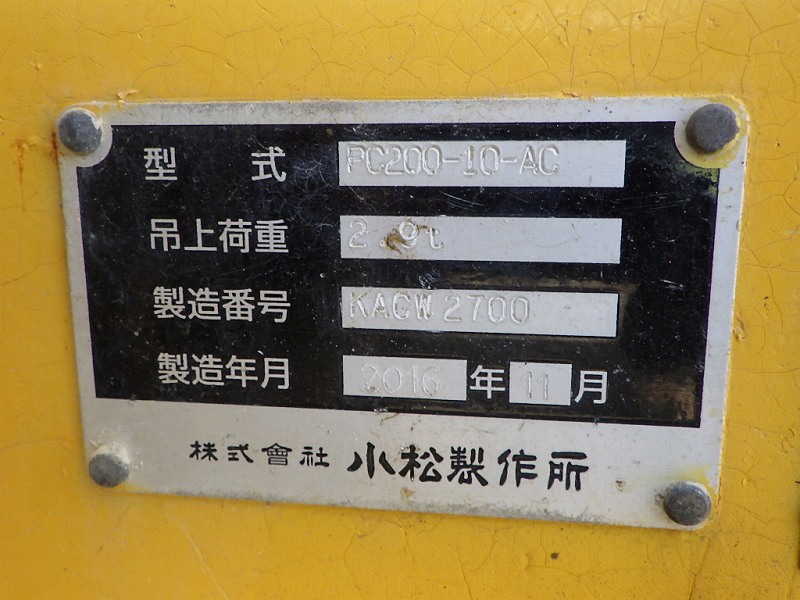 型 式 PC200-10-AC
吊上荷重 2.9t
製造番号 KACW 2700
製造年月 2016 年 11 月
株式會社 小松製作所